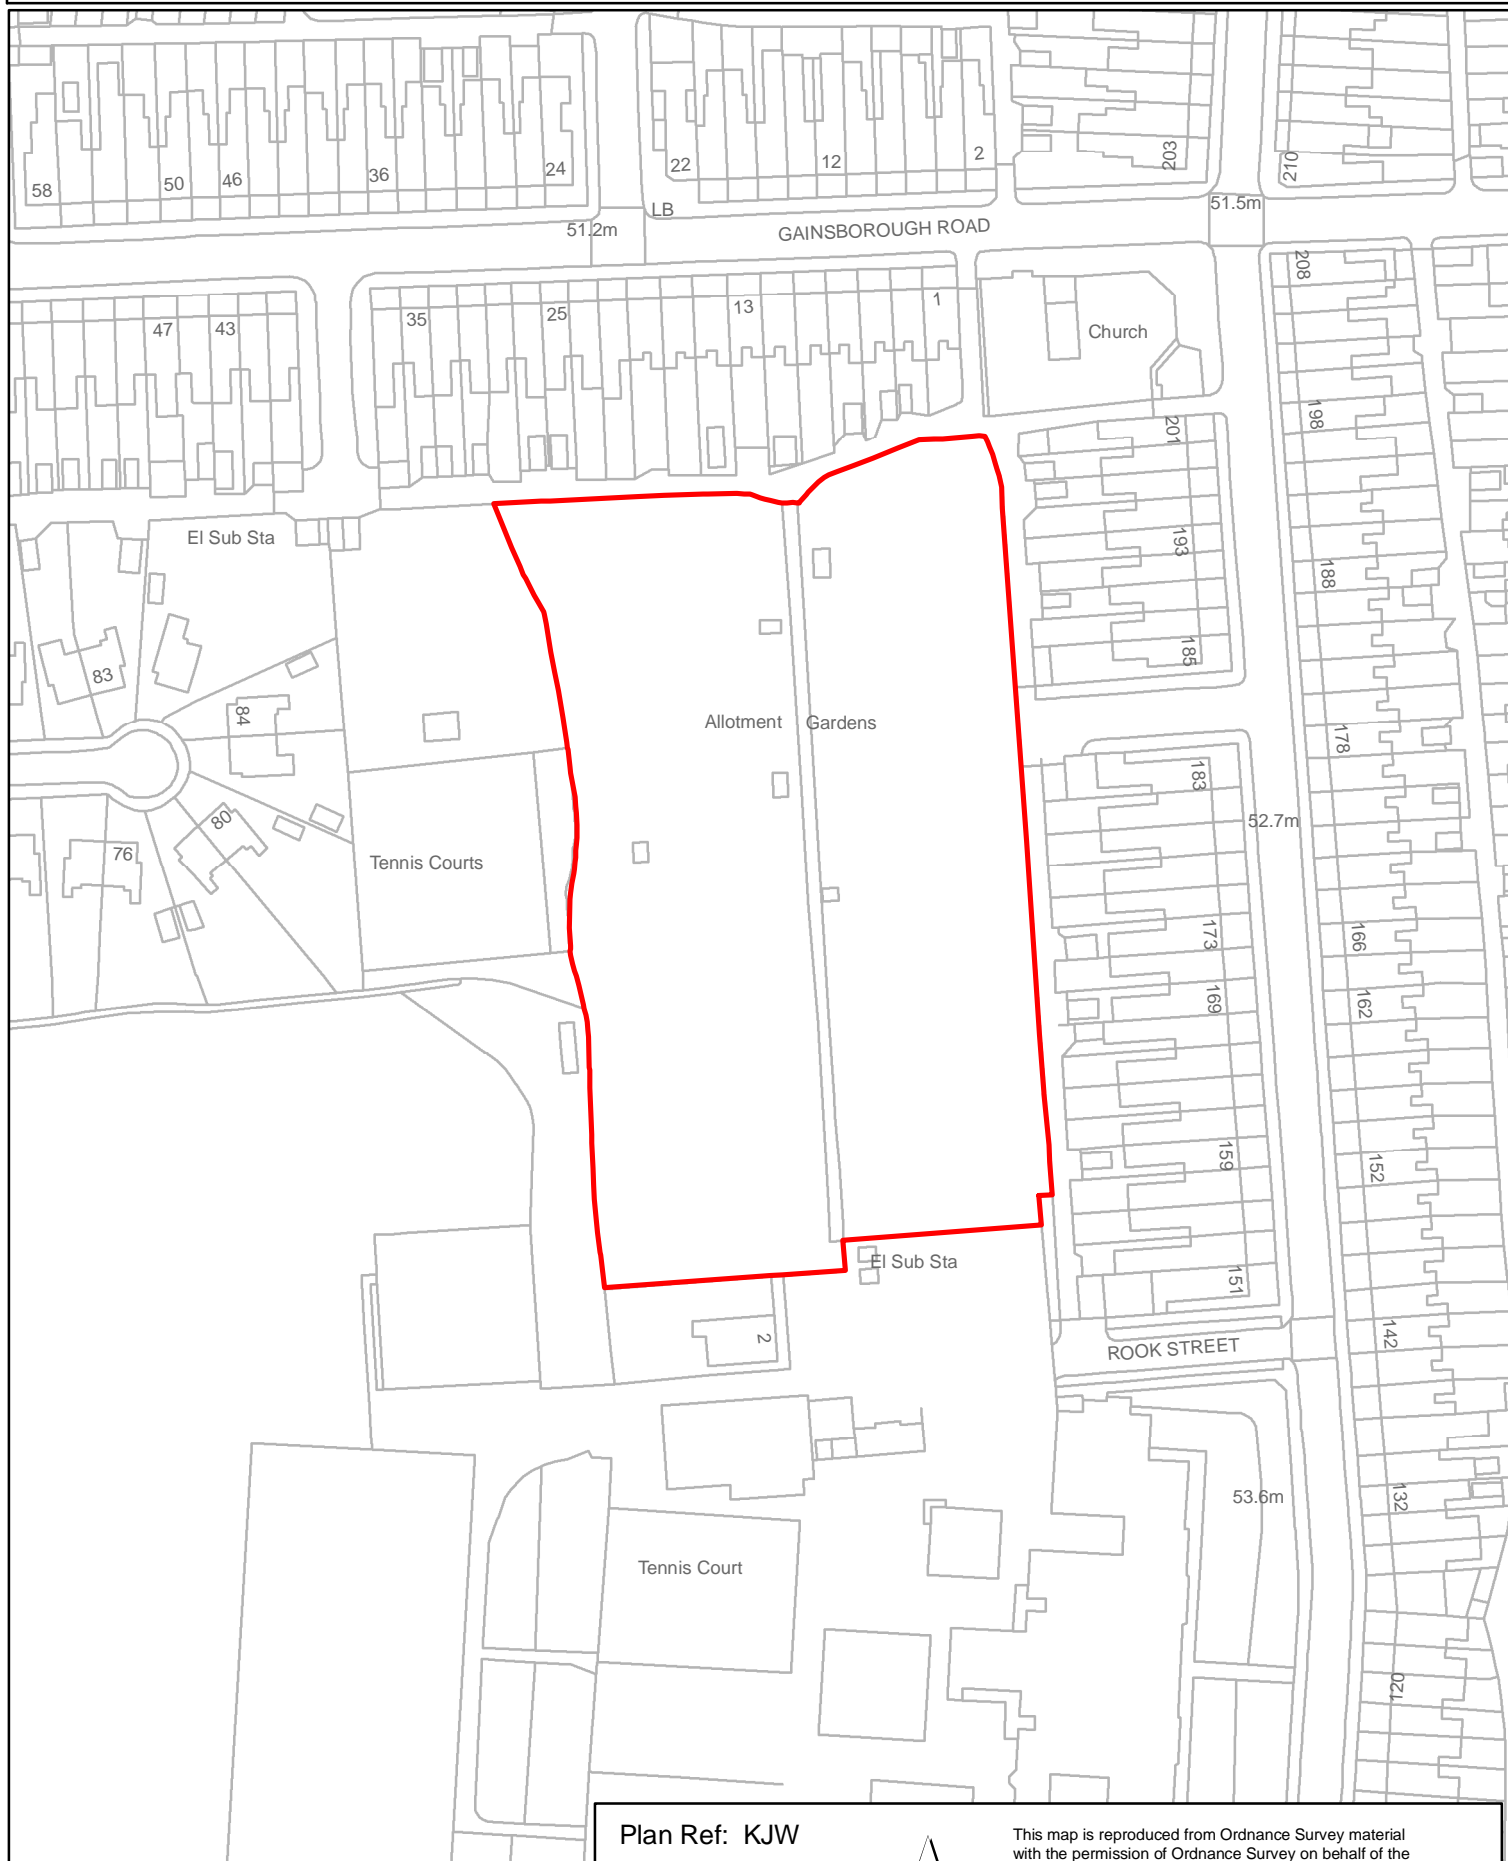 58
50
46
36
24
22
12
2
203
210
LB
51.2m
GAINSBOROUGH ROAD
51.5m
208
47
43
35
25
13
1
Church
198
201
El Sub Sta
193
188
185
83
84
Allotment
Gardens
178
183
80
76
Tennis Courts
52.7m
173
166
169
162
159
152
El Sub Sta
151
2
142
ROOK STREET
132
53.6m
Tennis Court
120
Plan Ref: KJW
This map is reproduced from Ordnance Survey material
with the permission of Ordnance Survey on behalf of the